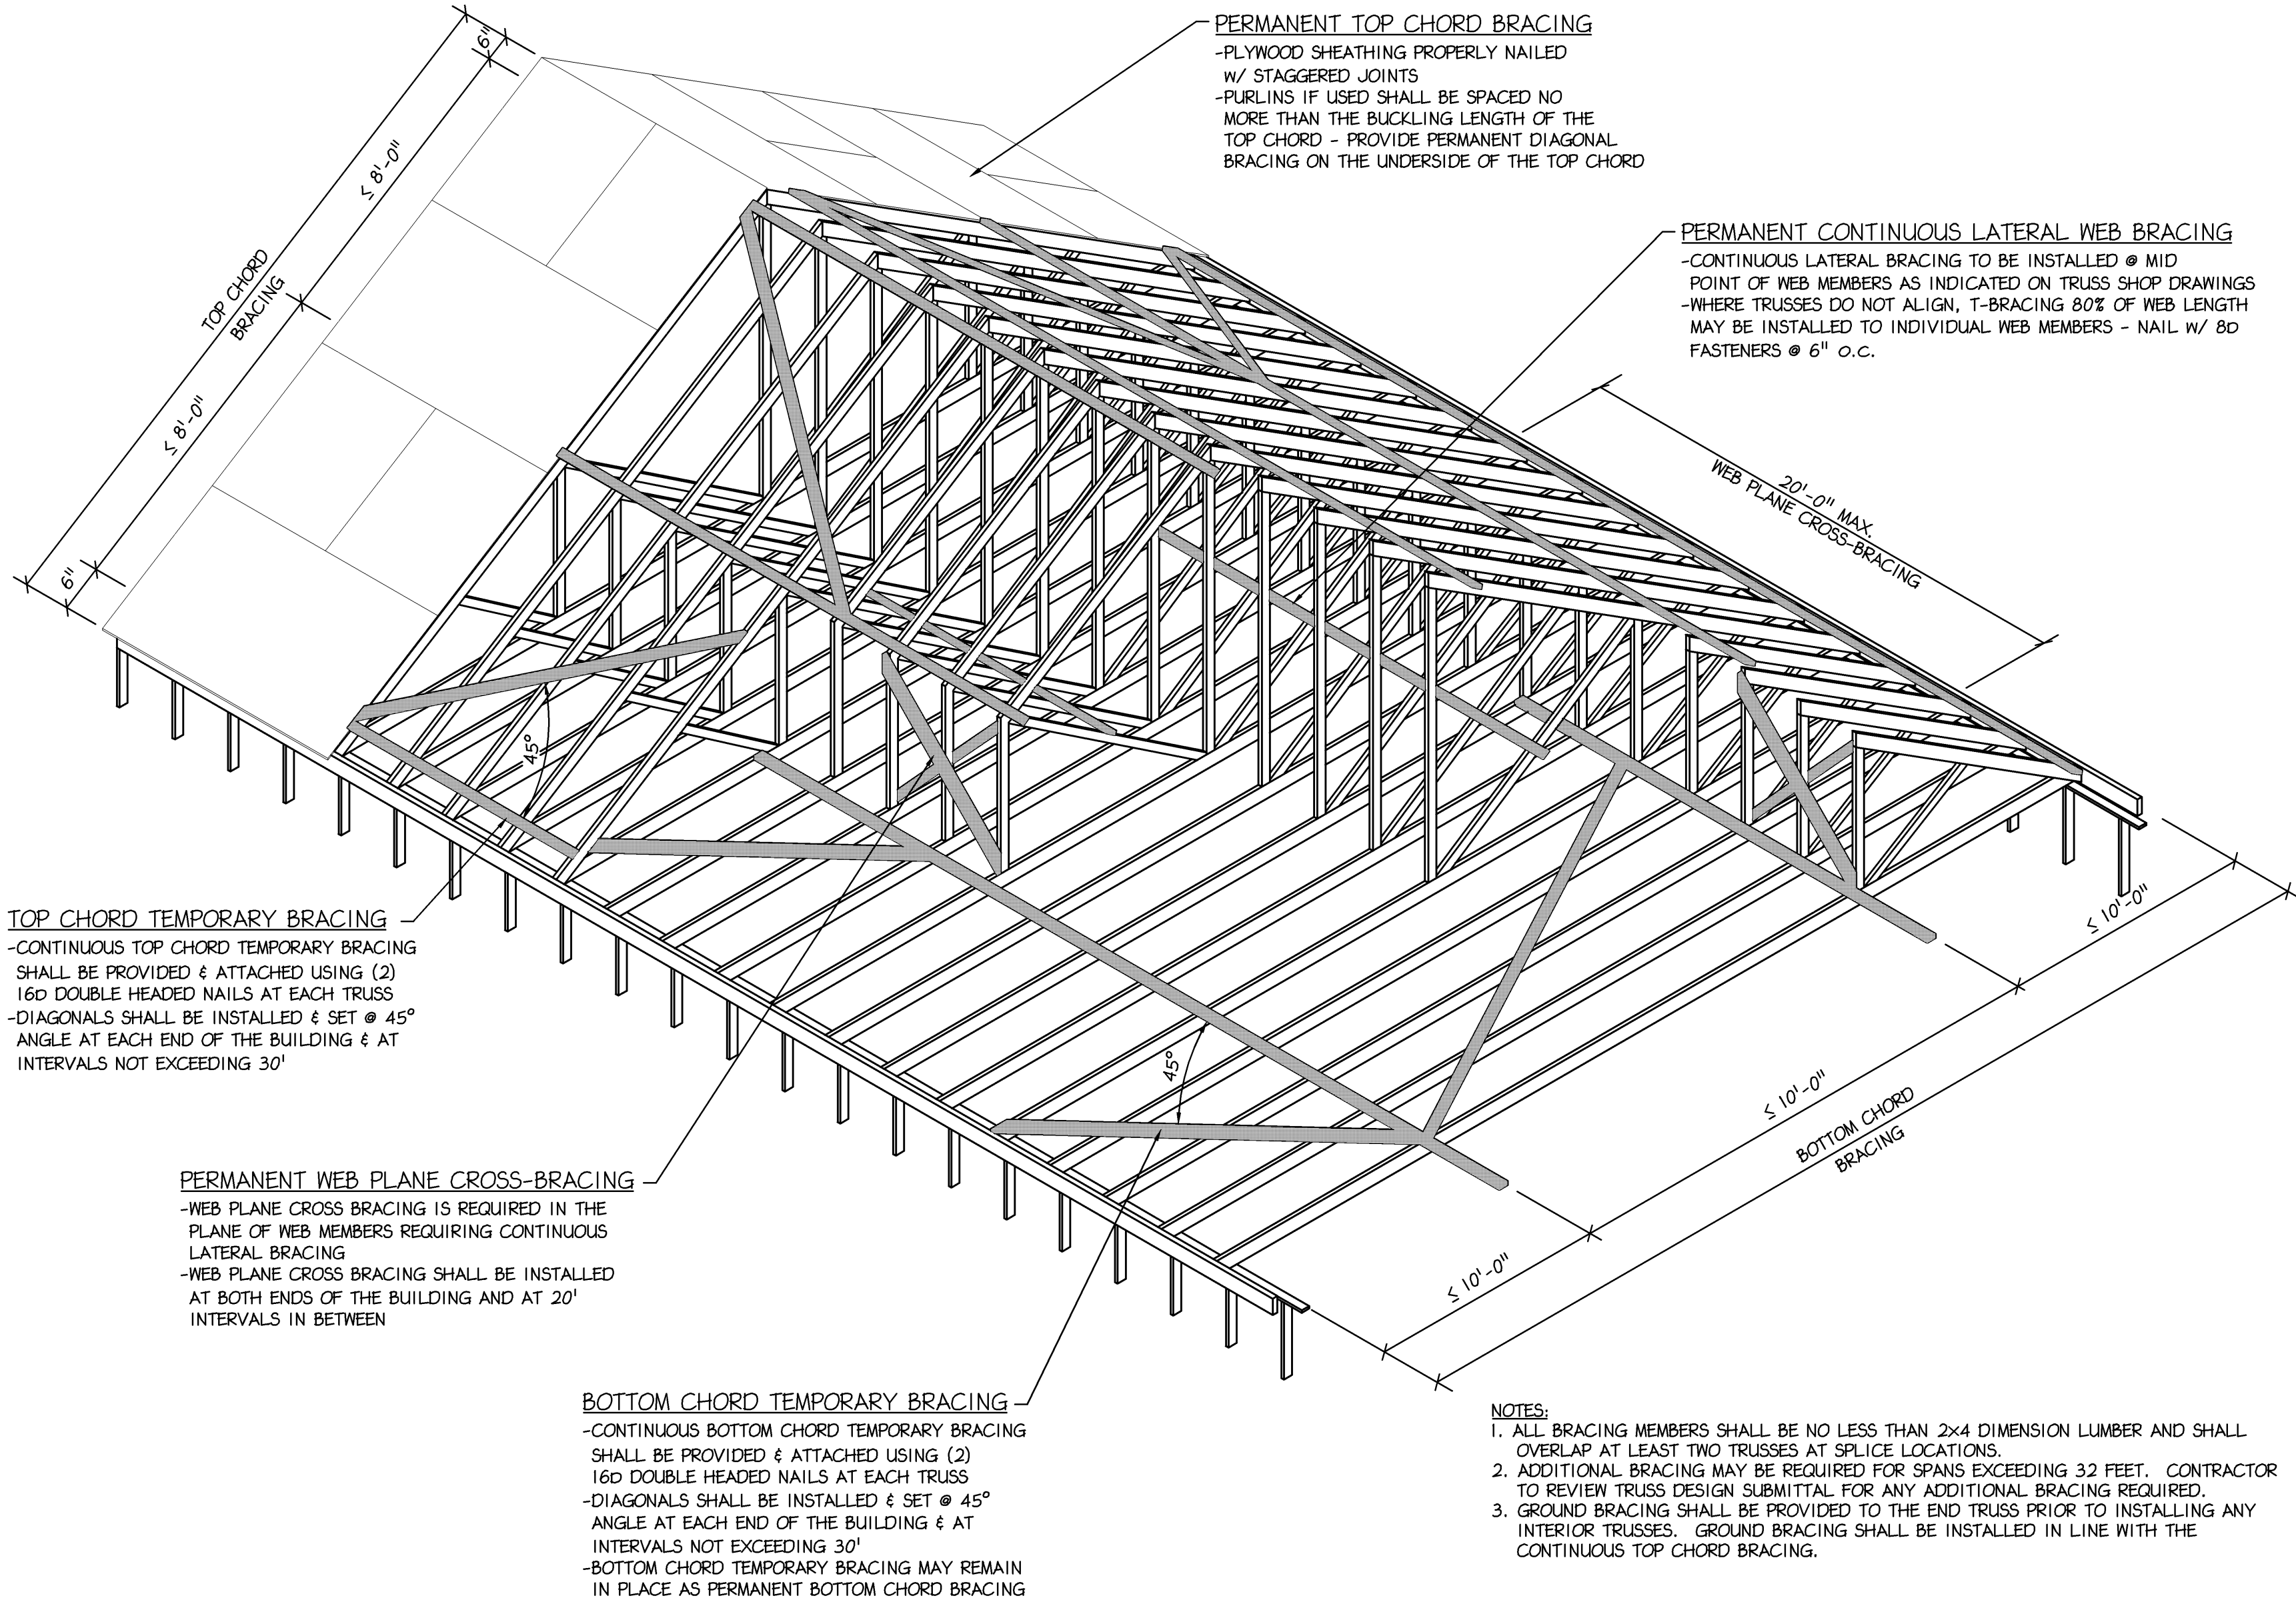 PERMANENT TOP CHORD BRACING
-PLYWOOD SHEATHING PROPERLY NAILED
W/ STAGGERED JOINTS
-PURLINS IF USED SHALL BE SPACED NO
MORE THAN THE BUCKLING LENGTH OF THE
TOP CHORD - PROVIDE PERMANENT DIAGONAL
BRACING ON THE UNDERSIDE OF THE TOP CHORD
6"
≤ 8'-0"
TOP CHORD
BRACING
≤ 8'-0"
6"
PERMANENT CONTINUOUS LATERAL WEB BRACING
-CONTINUOUS LATERAL BRACING TO BE INSTALLED @ MID
POINT OF WEB MEMBERS AS INDICATED ON TRUSS SHOP DRAWINGS
-WHERE TRUSSES DO NOT ALIGN, T-BRACING 80% OF WEB LENGTH
MAY BE INSTALLED TO INDIVIDUAL WEB MEMBERS - NAIL W/ 8D
FASTENERS @ 6" O.C.
20'-0" MAX.
WEB PLANE CROSS-BRACING
45°
TOP CHORD TEMPORARY BRACING
-CONTINUOUS TOP CHORD TEMPORARY BRACING
SHALL BE PROVIDED & ATTACHED USING (2)
16D DOUBLE HEADED NAILS AT EACH TRUSS
-DIAGONALS SHALL BE INSTALLED & SET @ 45°
ANGLE AT EACH END OF THE BUILDING & AT
INTERVALS NOT EXCEEDING 30'
≤ 10'-0"
45°
≤ 10'-0"
BOTTOM CHORD
BRACING
≤ 10'-0"
PERMANENT WEB PLANE CROSS-BRACING
-WEB PLANE CROSS BRACING IS REQUIRED IN THE
PLANE OF WEB MEMBERS REQUIRING CONTINUOUS
LATERAL BRACING
-WEB PLANE CROSS BRACING SHALL BE INSTALLED
AT BOTH ENDS OF THE BUILDING AND AT 20'
INTERVALS IN BETWEEN
BOTTOM CHORD TEMPORARY BRACING
-CONTINUOUS BOTTOM CHORD TEMPORARY BRACING
SHALL BE PROVIDED & ATTACHED USING (2)
16D DOUBLE HEADED NAILS AT EACH TRUSS
-DIAGONALS SHALL BE INSTALLED & SET @ 45°
ANGLE AT EACH END OF THE BUILDING & AT
INTERVALS NOT EXCEEDING 30'
-BOTTOM CHORD TEMPORARY BRACING MAY REMAIN
IN PLACE AS PERMANENT BOTTOM CHORD BRACING
NOTES:
1. ALL BRACING MEMBERS SHALL BE NO LESS THAN 2x4 DIMENSION LUMBER AND SHALL
OVERLAP AT LEAST TWO TRUSSES AT SPLICE LOCATIONS.
2. ADDITIONAL BRACING MAY BE REQUIRED FOR SPANS EXCEEDING 32 FEET. CONTRACTOR
TO REVIEW TRUSS DESIGN SUBMITTAL FOR ANY ADDITIONAL BRACING REQUIRED.
3. GROUND BRACING SHALL BE PROVIDED TO THE END TRUSS PRIOR TO INSTALLING ANY
INTERIOR TRUSSES. GROUND BRACING SHALL BE INSTALLED IN LINE WITH THE
CONTINUOUS TOP CHORD BRACING.